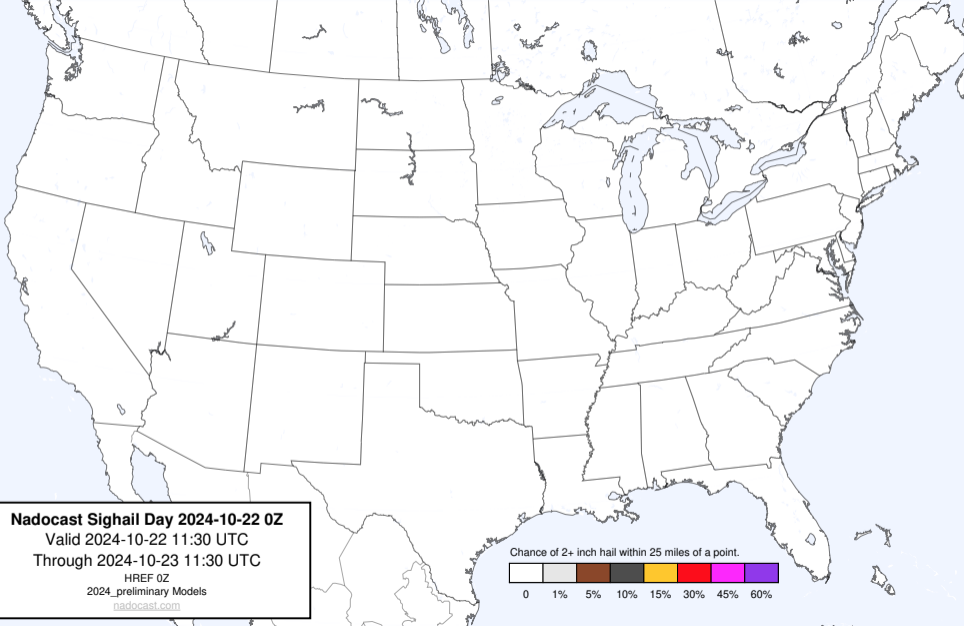 Nadocast Sighail Day 2024-10-22 0Z
Valid 2024-10-22 11:30 UTC
Through 2024-10-23 11:30 UTC
HREF 0Z
2024_preliminary Models
nadocast.com
Chance of 2+ inch hail within 25 miles of a point.
0 1% 5% 10% 15% 30% 45% 60%